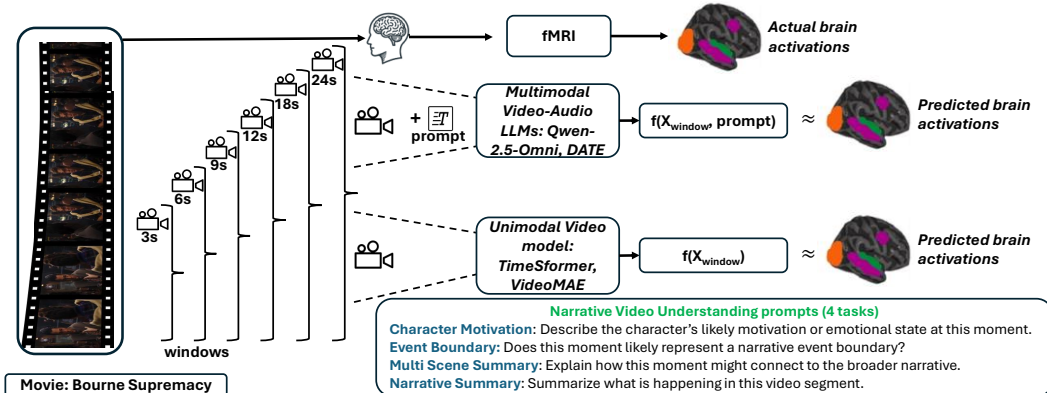 fMRI
Actual brain
activations
24s
18s
12s
9s
6s
3s
windows
+ T
prompt
Multimodal
Video-Audio
LLMs: Qwen-
2.5-Omni, DATE
f(Xwindow, prompt)
≈
Predicted brain
activations
Unimodal Video
model:
TimeSformer,
VideoMAE
f(Xwindow)
≈
Predicted brain
activations
Narrative Video Understanding prompts (4 tasks)
Character Motivation: Describe the character's likely motivation or emotional state at this moment.
Event Boundary: Does this moment likely represent a narrative event boundary?
Multi Scene Summary: Explain how this moment might connect to the broader narrative.
Narrative Summary: Summarize what is happening in this video segment.
Movie: Bourne Supremacy